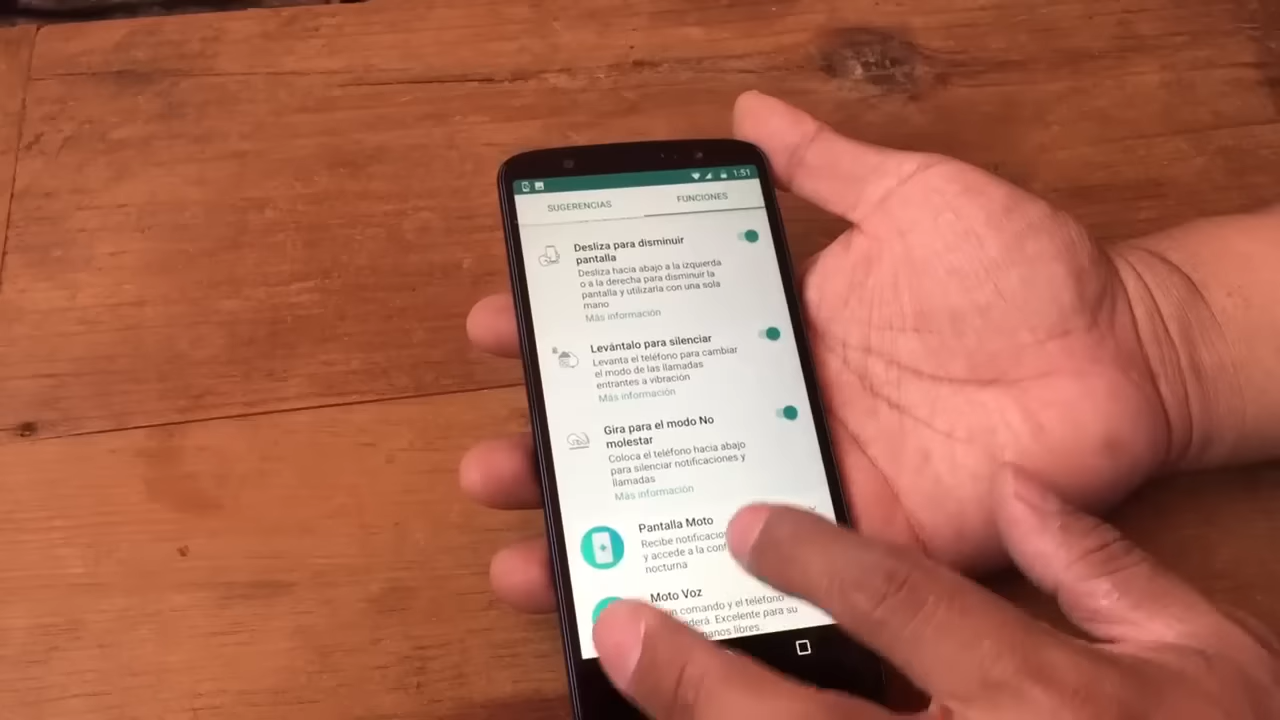 1:51
SUGERENCIAS
FUNCIONES
Desliza para disminuir
pantalla
Desliza hacia abajo a la izquierda
o a la derecha para disminuir la
pantalla y utilizarla con una sola
mano
Más información
Levántalo para silenciar
Levanta el teléfono para cambiar
el modo de las llamadas
entrantes a vibración
Más información
Gira para el modo No
molestar
Coloca el teléfono hacia abajo
para silenciar notificaciones y
llamadas
Más información
Pantalla Moto
Recibe
y accede a la
nocturna
Moto Voz
un comando y el teléfono
Excelente para su
libres.